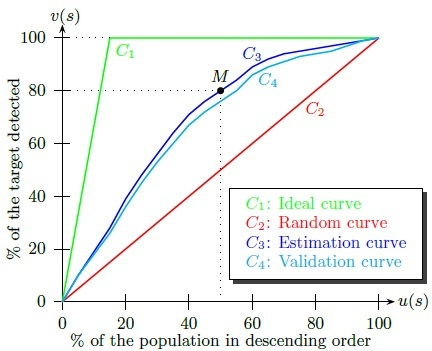 v(s)
100
80
60
40
20
0
% of the target detected
C₁
C₃
M
C₄
C₂
C₁: Ideal curve
C₂: Random curve
C₃: Estimation curve
C₄: Validation curve
0 20 40 60 80 100 u(s)
% of the population in descending order